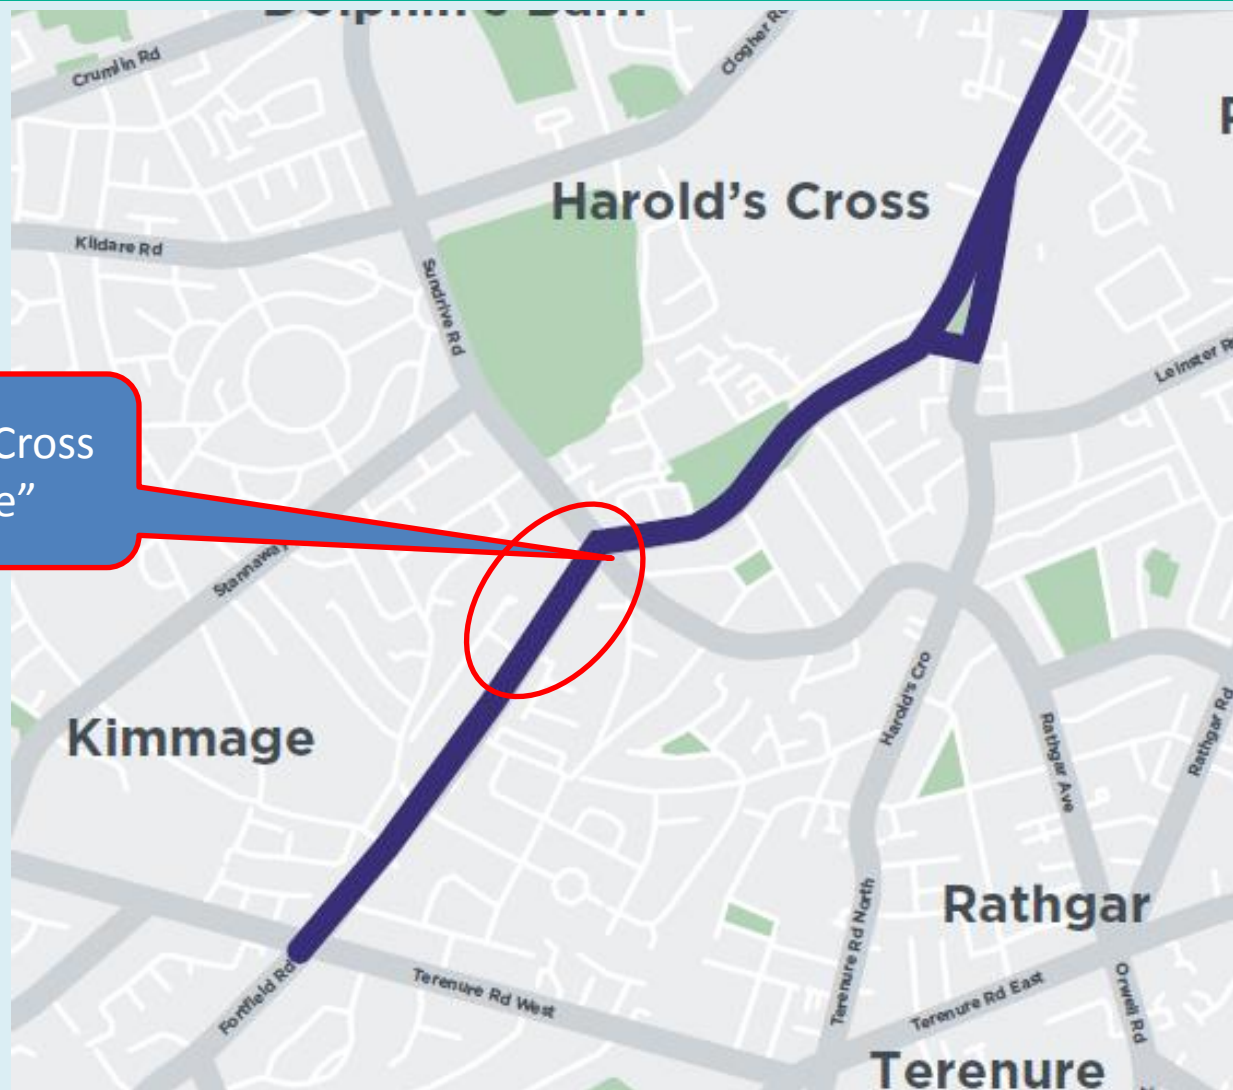 Crumlin Rd
Clogher Rd
Harold's Cross
Kildare Rd
Sundrive Rd
Leinster R
Cross
e”
Stannaway
Kimmage
Harold's Cro
Rathgar Ave
Rathgar Rd
Rathgar
Terenure Rd North
Fortfield Rd
Terenure Rd West
Terenure Rd East
Orwell Rd
Terenure